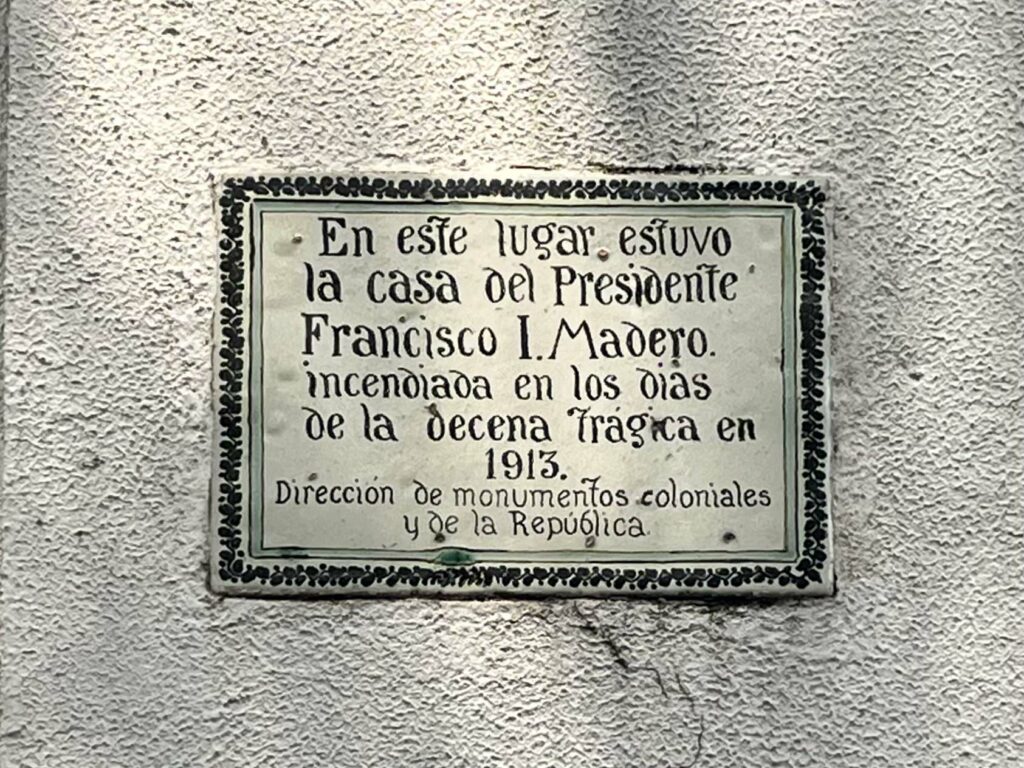 En este lugar estuvo
la casa del Presidente
Francisco I. Madero.
incendiada en los dias
de la decena trágica en
1913.
Dirección de monumentos coloniales
y de la República.